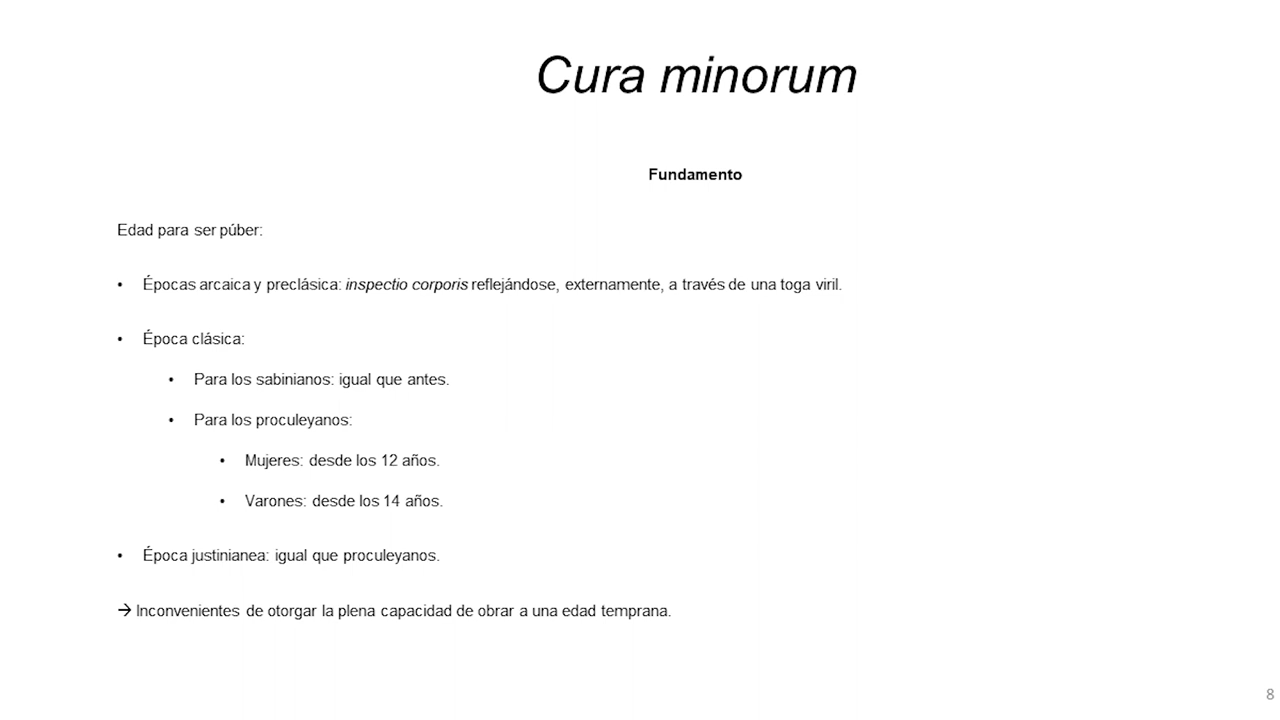 Cura minorum
Fundamento
Edad para ser púber:
• Épocas arcaica y preclásica: inspectio corporis reflejándose, externamente, a través de una toga viril.
• Época clásica:
• Para los sabinianos: igual que antes.
• Para los proculeyanos:
• Mujeres: desde los 12 años.
• Varones: desde los 14 años.
• Época justinianea: igual que proculeyanos.
→ Inconvenientes de otorgar la plena capacidad de obrar a una edad temprana.
8